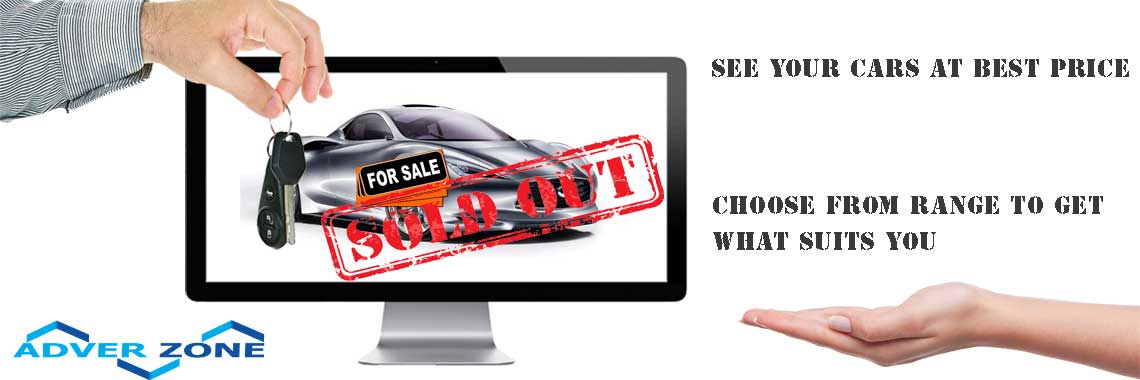 SEE YOUR CARS AT BEST PRICE
FOR SALE
SOLD OUT
CHOOSE FROM RANGE TO GET
WHAT SUITS YOU
ADVER ZONE